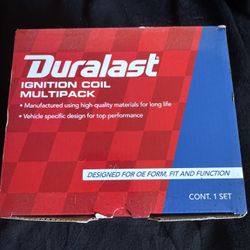 Duralast
IGNITION COIL
MULTIPACK
• Manufactured using high-quality materials for long life
• Vehicle specific design for top performance
DESIGNED FOR OE FORM, FIT AND FUNCTION
CONT. 1 SET